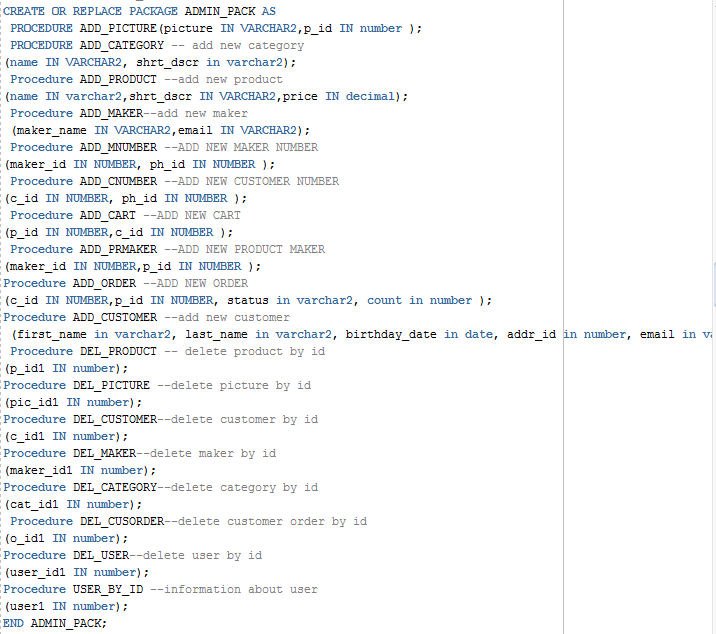 CREATE OR REPLACE PACKAGE ADMIN_PACK AS
PROCEDURE ADD_PICTURE(picture IN VARCHAR2,p_id IN number );
PROCEDURE ADD_CATEGORY -- add new category
(name IN VARCHAR2, shrt_dscr in varchar2);
Procedure ADD_PRODUCT --add new product
(name IN varchar2,shrt_dscr IN VARCHAR2,price IN decimal);
Procedure ADD_MAKER--add new maker
(maker_name IN VARCHAR2,email IN VARCHAR2);
Procedure ADD_MNUMBER --ADD NEW MAKER NUMBER
(maker_id IN NUMBER, ph_id IN NUMBER );
Procedure ADD_CNUMBER --ADD NEW CUSTOMER NUMBER
(c_id IN NUMBER, ph_id IN NUMBER );
Procedure ADD_CART --ADD NEW CART
(p_id IN NUMBER,c_id IN NUMBER );
Procedure ADD_PRMAKER --ADD NEW PRODUCT MAKER
(maker_id IN NUMBER,p_id IN NUMBER );
Procedure ADD_ORDER --ADD NEW ORDER
(c_id IN NUMBER,p_id IN NUMBER, status in varchar2, count in number );
Procedure ADD_CUSTOMER --add new customer
(first_name in varchar2, last_name in varchar2, birthday_date in date, addr_id in number, email in va
Procedure DEL_PRODUCT -- delete product by id
(p_id1 IN number);
Procedure DEL_PICTURE --delete picture by id
(pic_id1 IN number);
Procedure DEL_CUSTOMER--delete customer by id
(c_id1 IN number);
Procedure DEL_MAKER--delete maker by id
(maker_id1 IN number);
Procedure DEL_CATEGORY--delete category by id
(cat_id1 IN number);
Procedure DEL_CUSORDER--delete customer order by id
(o_id1 IN number);
Procedure DEL_USER--delete user by id
(user_id1 IN number);
Procedure USER_BY_ID --information about user
(user1 IN number);
END ADMIN_PACK;